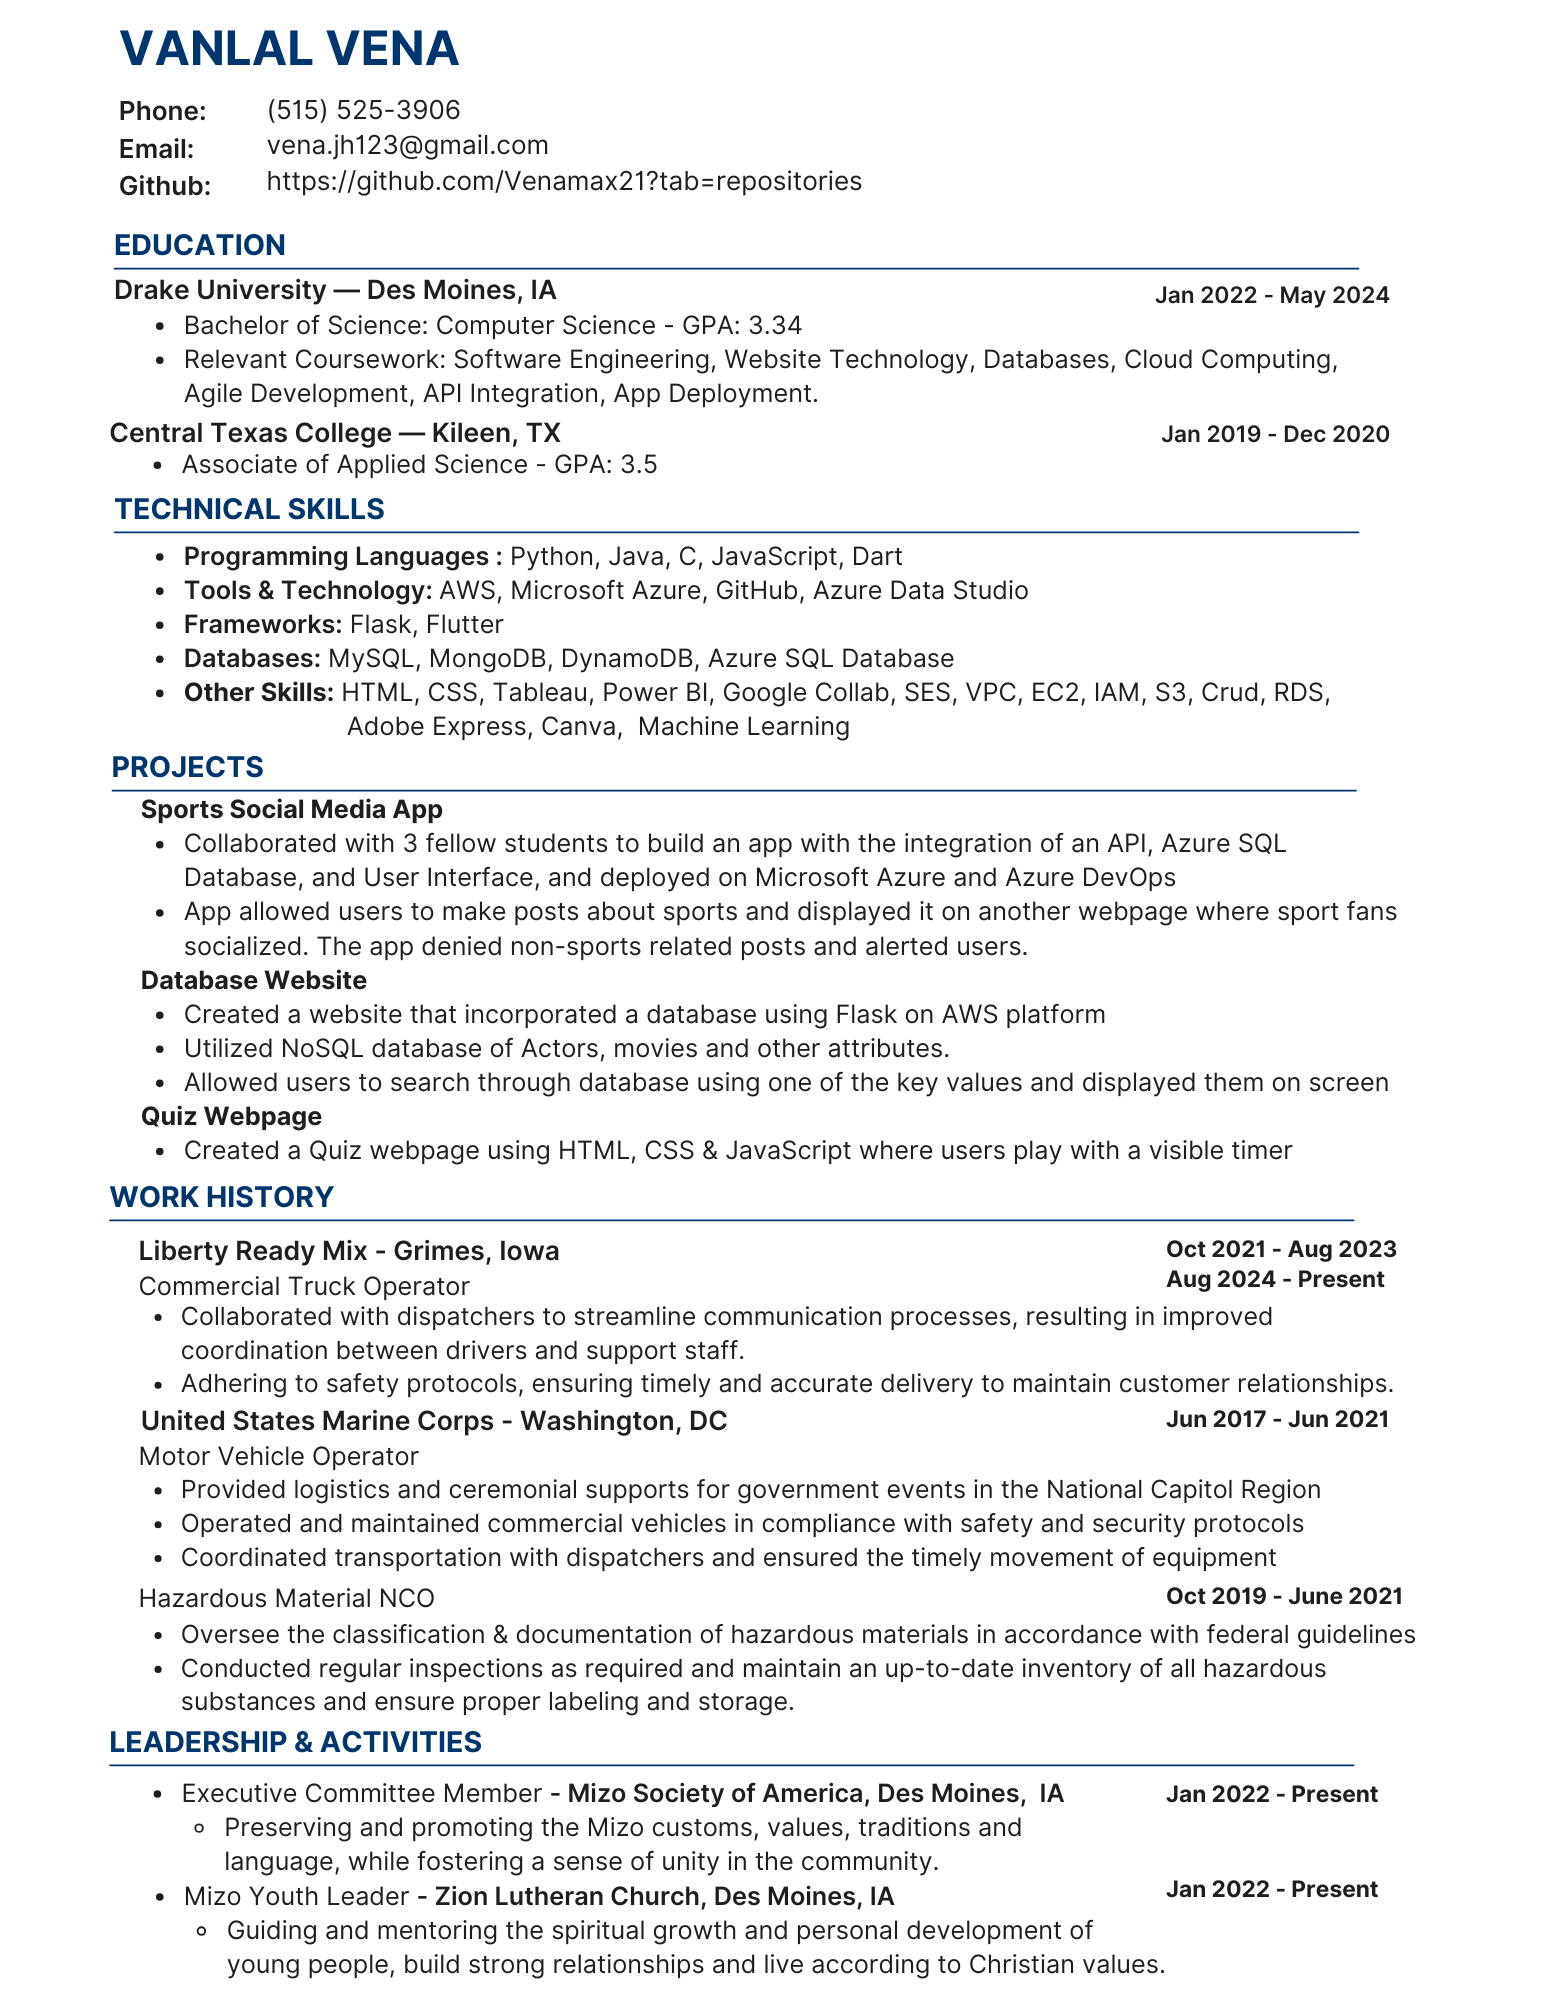 VANLAL VENA
Phone: (515) 525-3906
Email: vena.jh123@gmail.com
Github: https://github.com/Venamax21?tab=repositories
EDUCATION
Drake University — Des Moines, IA Jan 2022 - May 2024
• Bachelor of Science: Computer Science - GPA: 3.34
• Relevant Coursework: Software Engineering, Website Technology, Databases, Cloud Computing,
Agile Development, API Integration, App Deployment.
Central Texas College — Kileen, TX Jan 2019 - Dec 2020
• Associate of Applied Science - GPA: 3.5
TECHNICAL SKILLS
• Programming Languages : Python, Java, C, JavaScript, Dart
• Tools & Technology: AWS, Microsoft Azure, GitHub, Azure Data Studio
• Frameworks: Flask, Flutter
• Databases: MySQL, MongoDB, DynamoDB, Azure SQL Database
• Other Skills: HTML, CSS, Tableau, Power BI, Google Collab, SES, VPC, EC2, IAM, S3, Crud, RDS,
Adobe Express, Canva, Machine Learning
PROJECTS
Sports Social Media App
• Collaborated with 3 fellow students to build an app with the integration of an API, Azure SQL
Database, and User Interface, and deployed on Microsoft Azure and Azure DevOps
• App allowed users to make posts about sports and displayed it on another webpage where sport fans
socialized. The app denied non-sports related posts and alerted users.
Database Website
• Created a website that incorporated a database using Flask on AWS platform
• Utilized NoSQL database of Actors, movies and other attributes.
• Allowed users to search through database using one of the key values and displayed them on screen
Quiz Webpage
• Created a Quiz webpage using HTML, CSS & JavaScript where users play with a visible timer
WORK HISTORY
Liberty Ready Mix - Grimes, Iowa Oct 2021 - Aug 2023
Commercial Truck Operator Aug 2024 - Present
• Collaborated with dispatchers to streamline communication processes, resulting in improved
coordination between drivers and support staff.
• Adhering to safety protocols, ensuring timely and accurate delivery to maintain customer relationships.
United States Marine Corps - Washington, DC Jun 2017 - Jun 2021
Motor Vehicle Operator
• Provided logistics and ceremonial supports for government events in the National Capitol Region
• Operated and maintained commercial vehicles in compliance with safety and security protocols
• Coordinated transportation with dispatchers and ensured the timely movement of equipment
Hazardous Material NCO Oct 2019 - June 2021
• Oversee the classification & documentation of hazardous materials in accordance with federal guidelines
• Conducted regular inspections as required and maintain an up-to-date inventory of all hazardous
substances and ensure proper labeling and storage.
LEADERSHIP & ACTIVITIES
• Executive Committee Member - Mizo Society of America, Des Moines, IA Jan 2022 - Present
◦ Preserving and promoting the Mizo customs, values, traditions and
language, while fostering a sense of unity in the community.
• Mizo Youth Leader - Zion Lutheran Church, Des Moines, IA Jan 2022 - Present
◦ Guiding and mentoring the spiritual growth and personal development of
young people, build strong relationships and live according to Christian values.